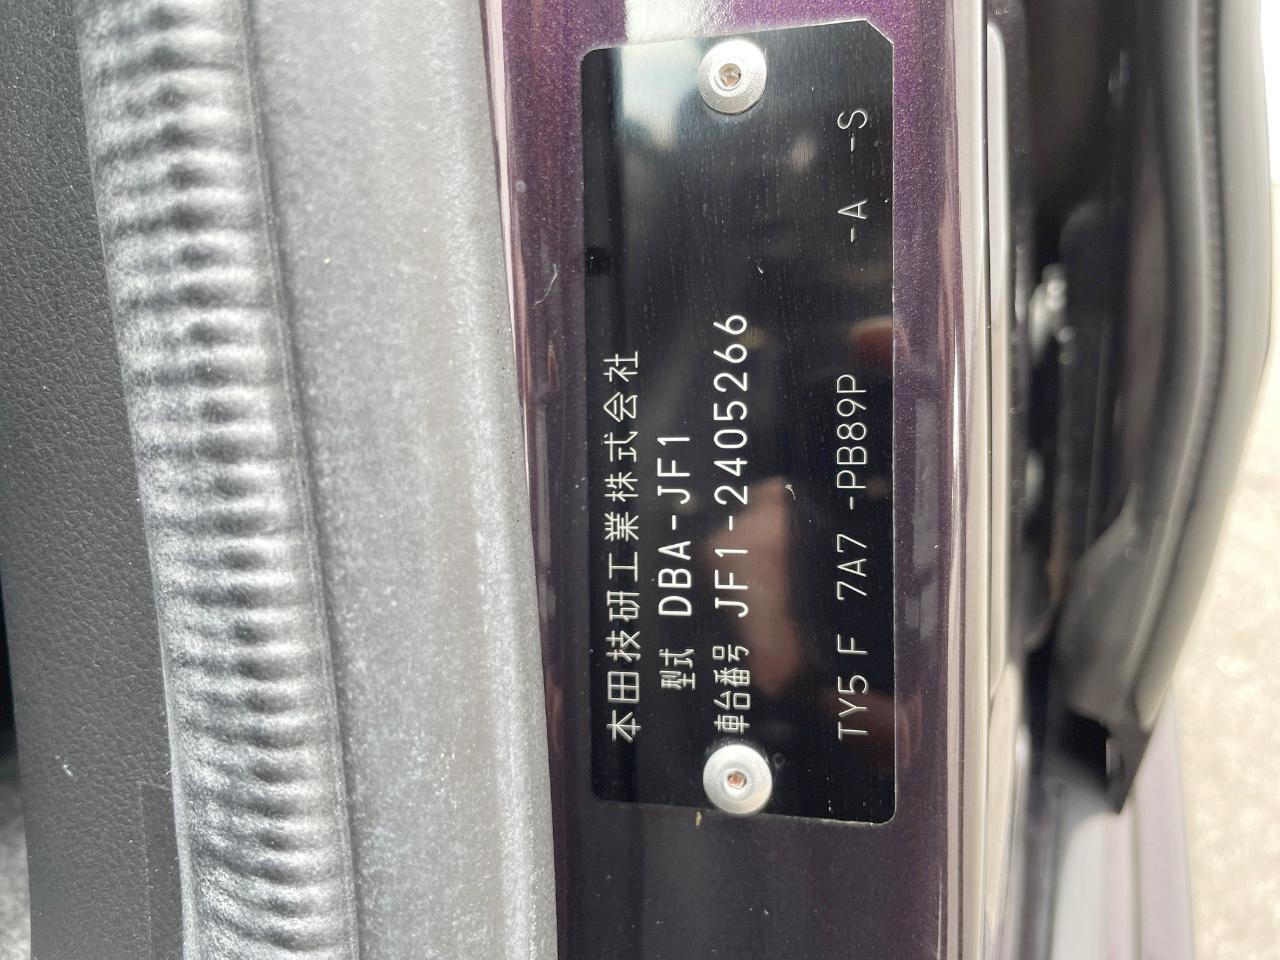 本田技研工業株式会社
型式 DBA-JF1
車台番号 JF1-2405266
TY5 F 7A7 -PB89P -A -S